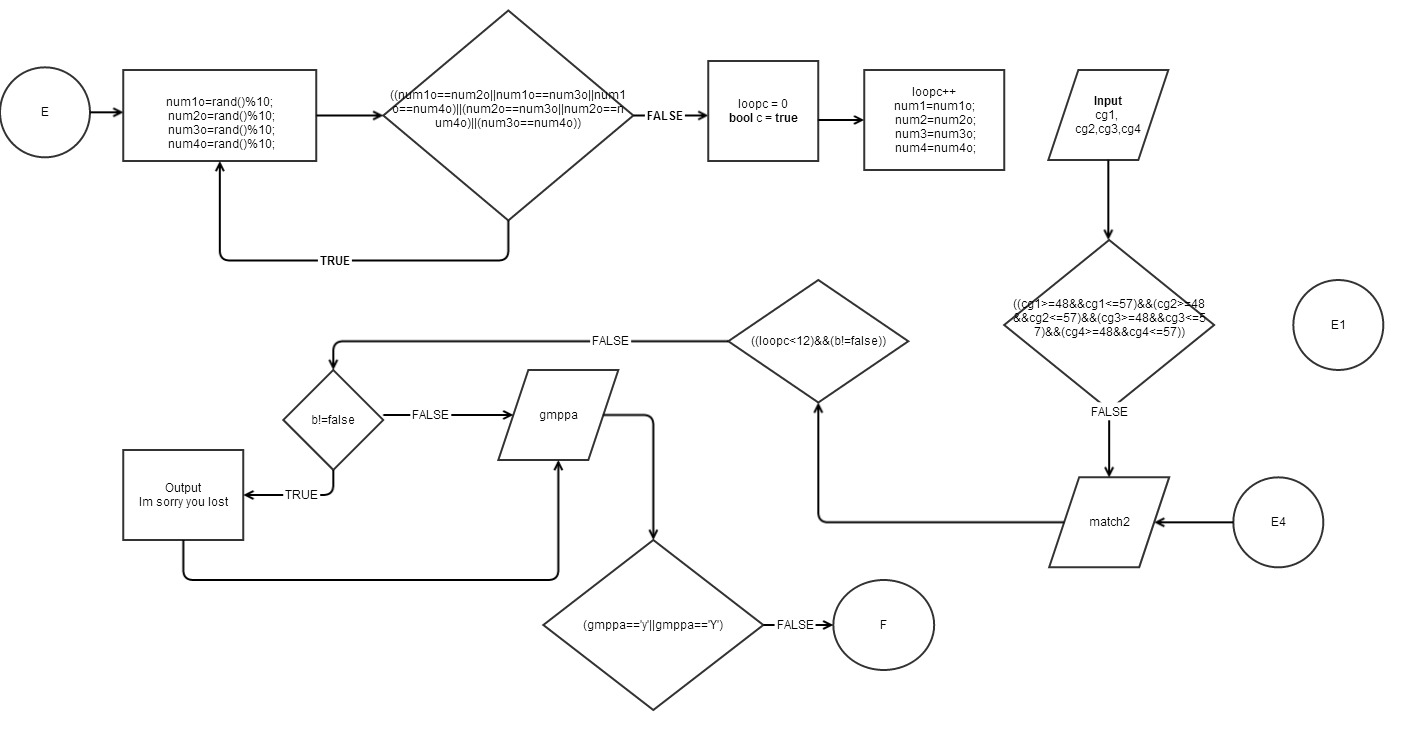 E
num1o=rand()%10;
num2o=rand()%10;
num3o=rand()%10;
num4o=rand()%10;
((num1o==num2o||num1o==num3o||num1
o==num4o)||(num2o==num3o||num2o==n
um4o)||(num3o==num4o))
FALSE
loopc = 0
bool c = true
loopc++
num1=num1o;
num2=num2o;
num3=num3o;
num4=num4o;
Input
cg1,
cg2,cg3,cg4
TRUE
((cg1>=48&&cg1<=57)&&(cg2>=48
&&cg2<=57)&&(cg3>=48&&cg3<=5
7)&&(cg4>=48&&cg4<=57))
E1
((loopc<12)&&(b!=false))
FALSE
b!=false
FALSE
gmppa
FALSE
Output
Im sorry you lost
TRUE
match2
E4
(gmppa=='y'||gmppa=='Y')
FALSE
F